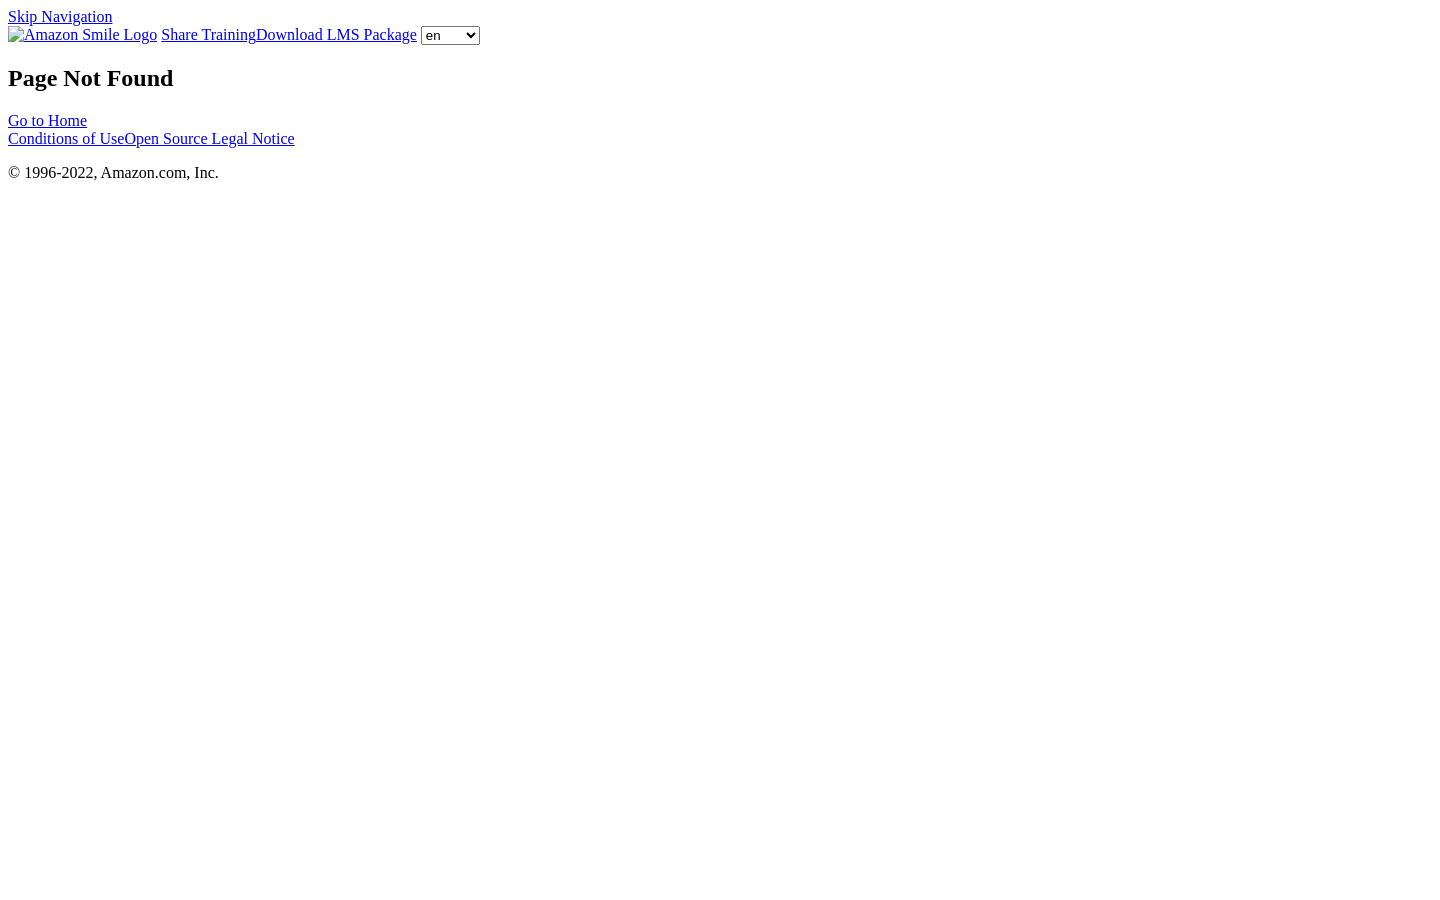 Skip Navigation
Amazon Smile Logo Share TrainingDownload LMS Package en
Page Not Found
Go to Home
Conditions of UseOpen Source Legal Notice
© 1996-2022, Amazon.com, Inc.